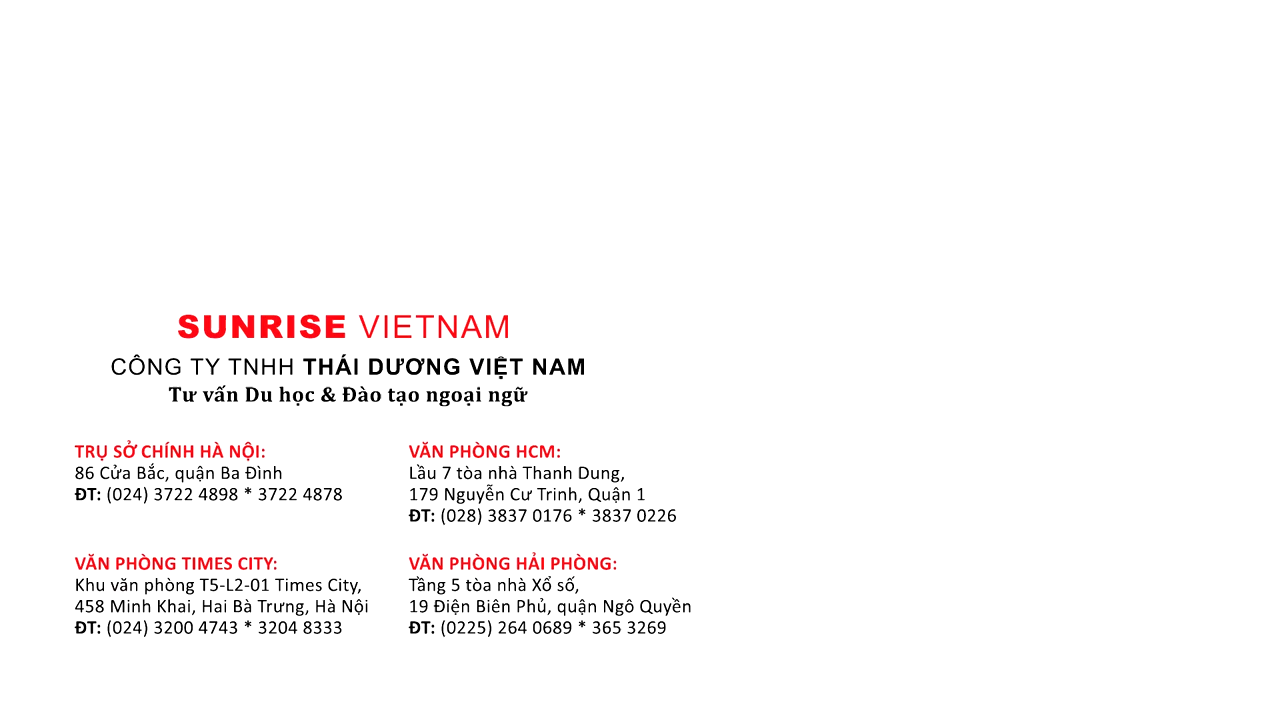 SUNRISE VIETNAM
CÔNG TY TNHH THÁI DƯƠNG VIỆT NAM
Tư vấn Du học & Đào tạo ngoại ngữ
TRỤ SỞ CHÍNH HÀ NỘI:
86 Cửa Bắc, quận Ba Đình
ĐT: (024) 3722 4898 * 3722 4878
VĂN PHÒNG HCM:
Lầu 7 tòa nhà Thanh Dung,
179 Nguyễn Cư Trinh, Quận 1
ĐT: (028) 3837 0176 * 3837 0226
VĂN PHÒNG TIMES CITY:
Khu văn phòng T5-L2-01 Times City,
458 Minh Khai, Hai Bà Trưng, Hà Nội
ĐT: (024) 3200 4743 * 3204 8333
VĂN PHÒNG HẢI PHÒNG:
Tầng 5 tòa nhà Xổ số,
19 Điện Biên Phủ, quận Ngô Quyền
ĐT: (0225) 264 0689 * 365 3269